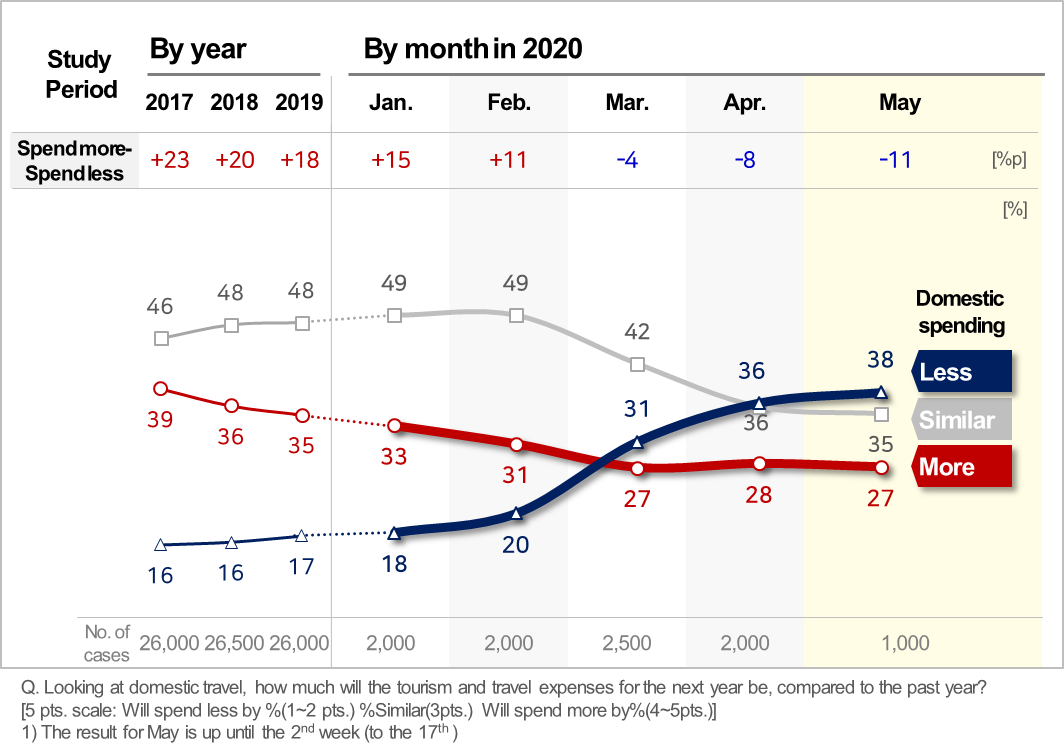 Study Period
By year
By month in 2020
2017 2018 2019 Jan. Feb. Mar. Apr. May
Spend more-
Spend less
+23 +20 +18 +15 +11 -4 -8 -11 [%p]
[%]
46 48 48 49 49 42 36 35
39 36 35 33 31 27 28 27
16 16 17 18 20 31 36 38
Domestic
spending
Less
Similar
More
No. of
cases
26,000 26,500 26,000 2,000 2,000 2,500 2,000 1,000
Q. Looking at domestic travel, how much will the tourism and travel expenses for the next year be, compared to the past year?
[5 pts. scale: Will spend less by %(1~2 pts.) %Similar(3pts.) Will spend more by%(4~5pts.)]
1) The result for May is up until the 2nd week (to the 17th )